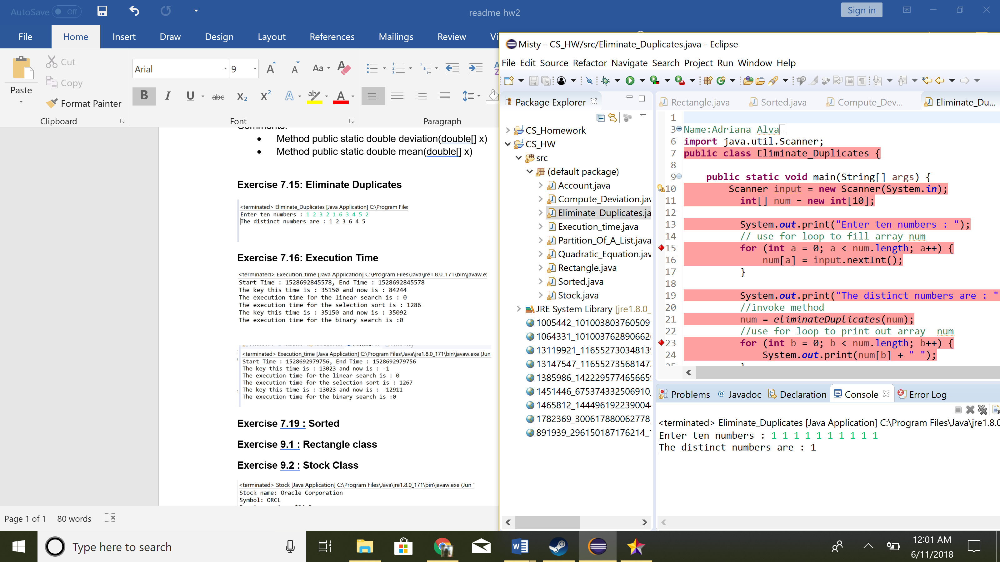 AutoSave Off
readme hw2
Sign in
File Home Insert Draw Design Layout References Mailings Review
Paste
Cut
Copy
Format Painter
Clipboard
Arial 9
Font
Paragraph
Method public static double deviation(double[] x)
Method public static double mean(double[] x)
Exercise 7.15: Eliminate Duplicates
<terminated> Eliminate_Duplicates [Java Application] C:\Program Files
Enter ten numbers : 1 2 3 2 1 6 3 4 5 2
The distinct numbers are : 1 2 3 6 4 5
Exercise 7.16: Execution Time
<terminated> Execution_time [Java Application] C:\Program Files\Java\jre1.8.0_171\bin\javaw.ex
Start Time : 1528692845578, End Time : 1528692845578
The key this time is : 35150 and now is : 84244
The execution time for the linear search is : 0
The execution time for the selection sort is : 1286
The key this time is : 35150 and now is : 35092
The execution time for the binary search is :0
<terminated> Execution_time [Java Application] C:\Program Files\Java\jre1.8.0_171\bin\javaw.exe (Jun
Start Time : 1528692979756, End Time : 1528692979756
The key this time is : 13023 and now is : -1
The execution time for the linear search is : 0
The execution time for the selection sort is : 1267
The key this time is : 13023 and now is : -12911
The execution time for the binary search is :0
Exercise 7.19 : Sorted
Exercise 9.1 : Rectangle class
Exercise 9.2 : Stock Class
<terminated> Stock [Java Application] C:\Program Files\Java\jre1.8.0_171\bin\javaw.exe (Jun
Stock name: Oracle Corporation
Symbol: ORCL
Page 1 of 1 80 words
Misty - CS_HW/src/Eliminate_Duplicates.java - Eclipse
File Edit Source Refactor Navigate Search Project Run Window Help
Package Explorer
CS_Homework
CS_HW
src
(default package)
Account.java
Compute_Deviation.jav
Eliminate_Duplicates.ja
Execution_time.java
Partition_Of_A_List.java
Quadratic_Equation.jav
Rectangle.java
Sorted.java
Stock.java
JRE System Library [jre1.8.0_
1005442_10100380376050​9
1064331_101003762890662
13119921_11655273034813
13147547_11655273568147
1385986_142229577465665
1451446_675374332506910_
1465812_144496192239004
1782369_300617880062778_
891939_296150187176214_
Rectangle.java Sorted.java Compute_Dev... Eliminate_Du...
1
3 Name:Adriana Alva
6 import java.util.Scanner;
7 public class Eliminate_Duplicates {
8
9 public static void main(String[] args) {
10 Scanner input = new Scanner(System.in);
11 int[] num = new int[10];
12
13 System.out.print("Enter ten numbers : ");
14 // use for loop to fill array num
15 for (int a = 0; a < num.length; a++) {
16 num[a] = input.nextInt();
17 }
18
19 System.out.print("The distinct numbers are : "
20 //invoke method
21 num = eliminateDuplicates(num);
22 //use for loop to print out array  num
23 for (int b = 0; b < num.length; b++) {
24 System.out.print(num[b] + " ");
Problems Javadoc Declaration Console Error Log
<terminated> Eliminate_Duplicates [Java Application] C:\Program Files\Java\jre1.8.0
Enter ten numbers : 1 1 1 1 1 1 1 1 1 1
The distinct numbers are : 1
Type here to search
12:01 AM
6/11/2018